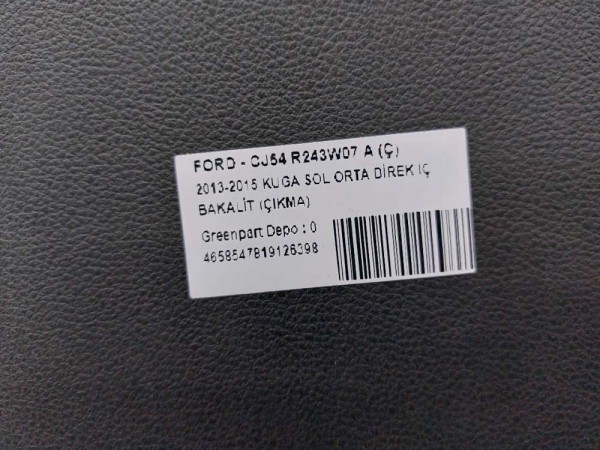 FORD - CJ54 R243W07 A (Ç)
2013-2015 KUGA SOL ORTA DİREK İÇ
BAKALİT (ÇIKMA)
Greenpart Depo : 0
4658547819126398